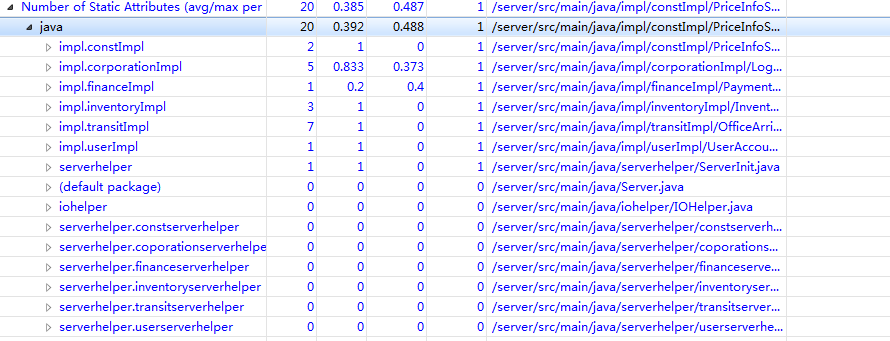 Number of Static Attributes (avg/max per 20 0.385 0.487 1 /server/src/main/java/impl/constImpl/PriceInfoS...
java 20 0.392 0.488 1 /server/src/main/java/impl/constImpl/PriceInfoS...
impl.constImpl 2 1 0 1 /server/src/main/java/impl/constImpl/PriceInfoS...
impl.corporationImpl 5 0.833 0.373 1 /server/src/main/java/impl/corporationImpl/Log...
impl.financeImpl 1 0.2 0.4 1 /server/src/main/java/impl/financeImpl/Payment...
impl.inventoryImpl 3 1 0 1 /server/src/main/java/impl/inventoryImpl/Invent...
impl.transitImpl 7 1 0 1 /server/src/main/java/impl/transitImpl/OfficeArri...
impl.userImpl 1 1 0 1 /server/src/main/java/impl/userImpl/UserAccou...
serverhelper 1 1 0 1 /server/src/main/java/serverhelper/ServerInit.java
(default package) 0 0 0 0 /server/src/main/java/Server.java
iohelper 0 0 0 0 /server/src/main/java/iohelper/IOHelper.java
serverhelper.constserverhelper 0 0 0 0 /server/src/main/java/serverhelper/constserverh...
serverhelper.coporationserverhelpe 0 0 0 0 /server/src/main/java/serverhelper/coporations...
serverhelper.financeserverhelper 0 0 0 0 /server/src/main/java/serverhelper/financeserve...
serverhelper.inventoryserverhelper 0 0 0 0 /server/src/main/java/serverhelper/inventoryser...
serverhelper.transitserverhelper 0 0 0 0 /server/src/main/java/serverhelper/transitserver...
serverhelper.userserverhelper 0 0 0 0 /server/src/main/java/serverhelper/userserverhe...